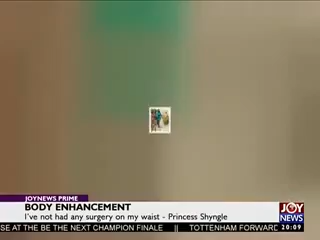 JOYNEWS PRIME
BODY ENHANCEMENT
I've not had any surgery on my waist - Princess Shyngle
JOY
NEWS
SE AT THE BE THE NEXT CHAMPION FINALE || TOTTENHAM FORWARD
20:09